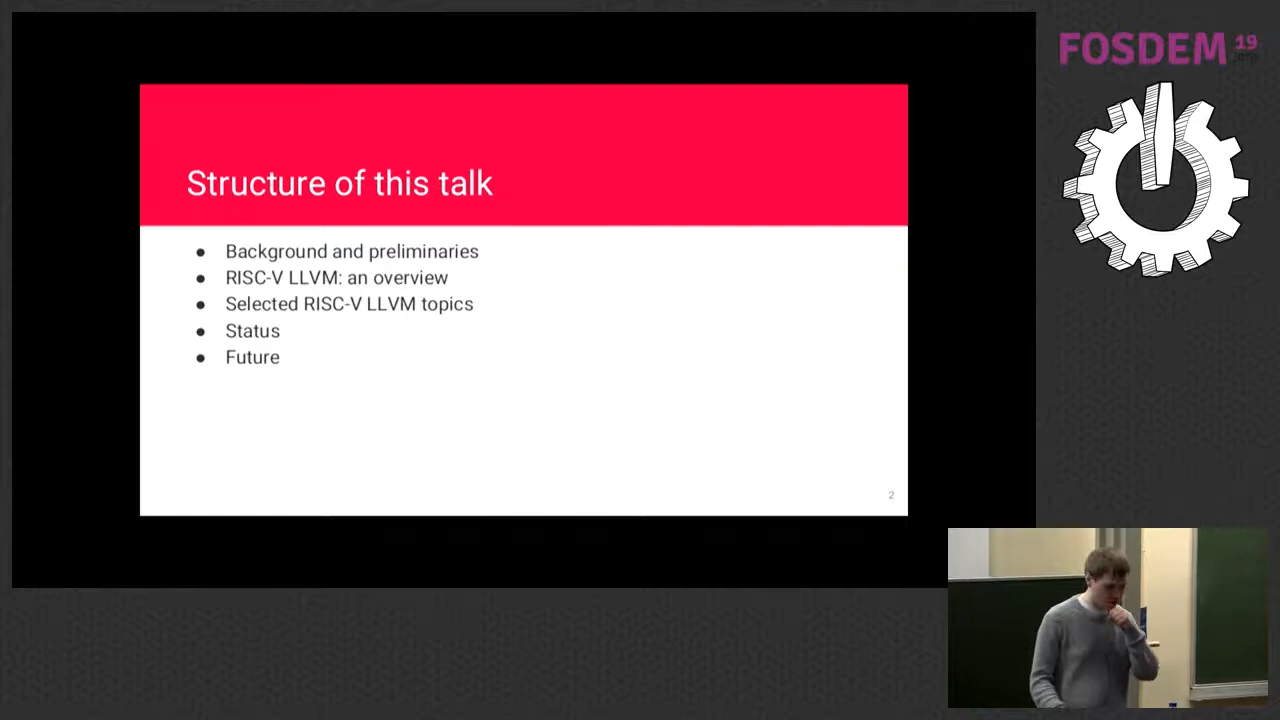 FOSDEM 19
Structure of this talk
● Background and preliminaries
● RISC-V LLVM: an overview
● Selected RISC-V LLVM topics
● Status
● Future
2